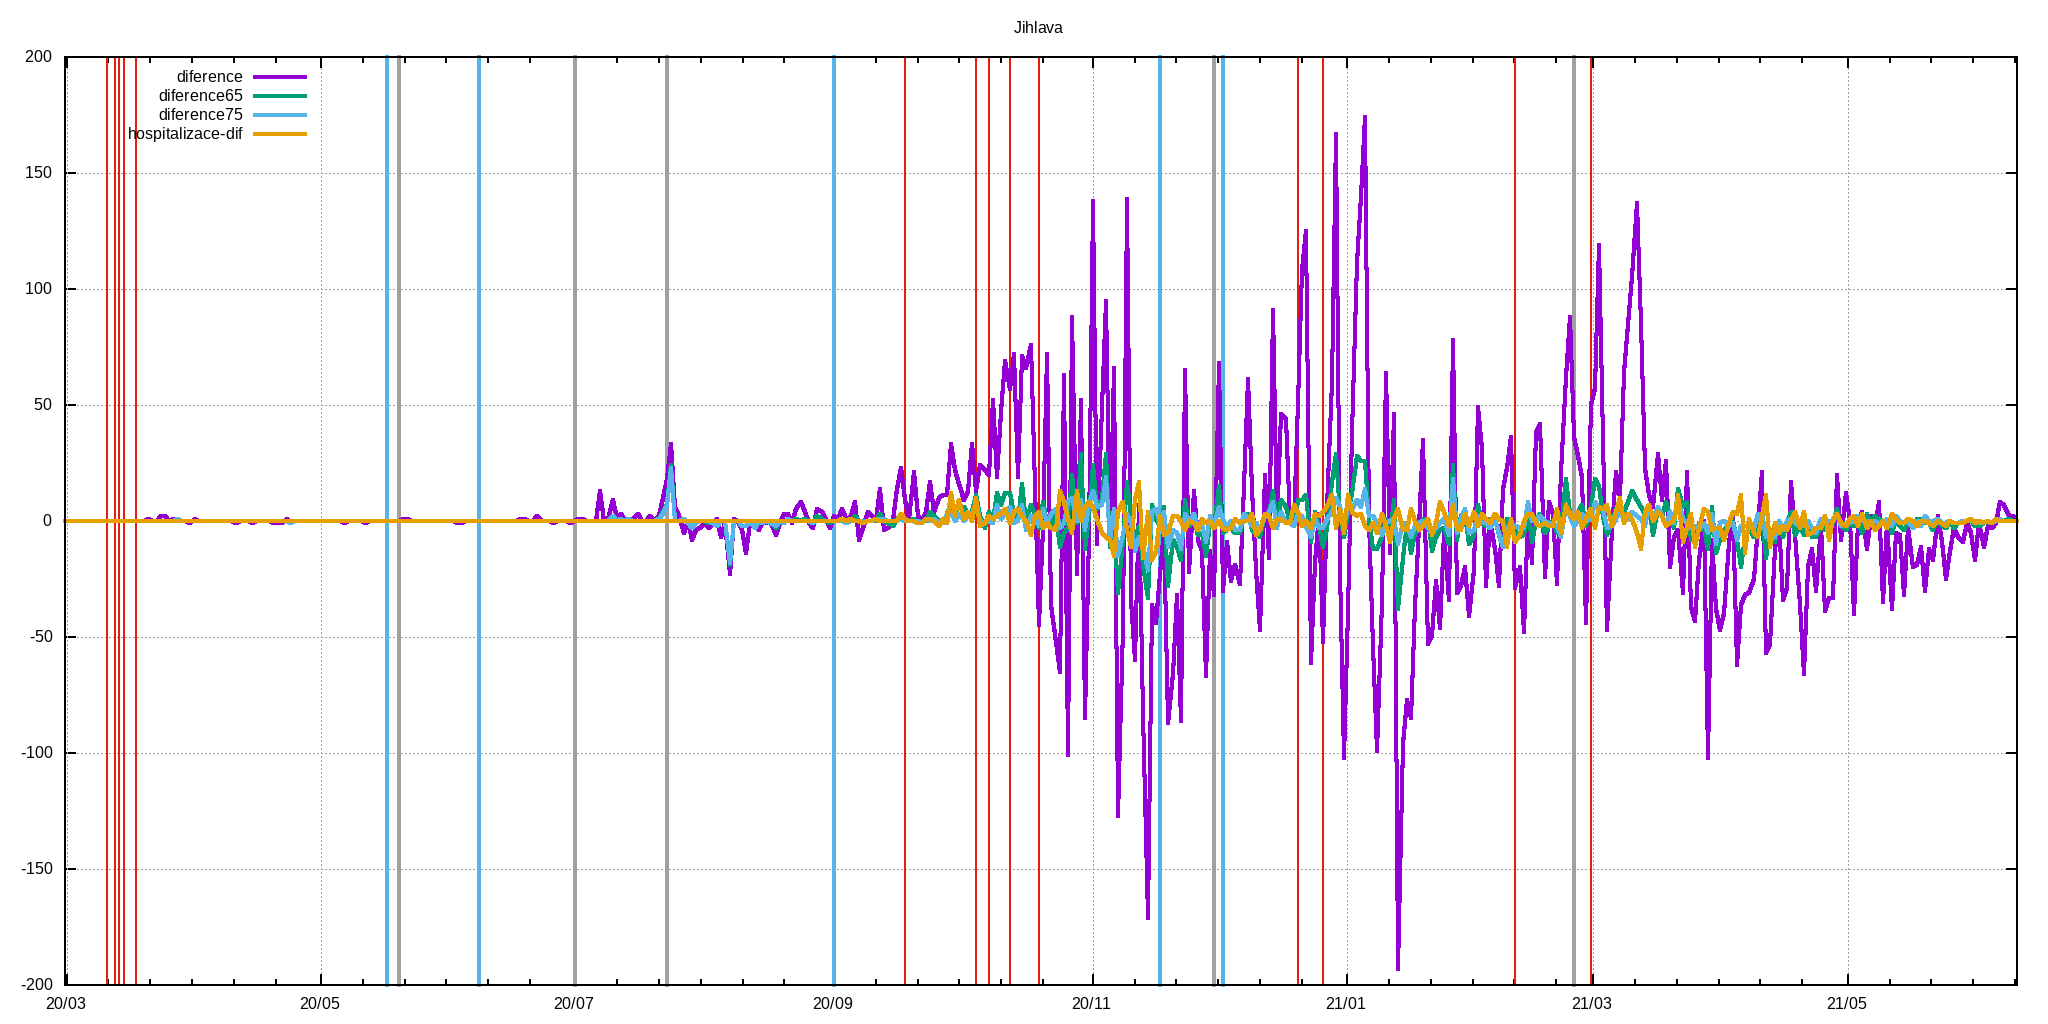 Jihlava
200
150
100
50
0
-50
-100
-150
-200
diference
diference65
diference75
hospitalizace-dif
20/03 20/05 20/07 20/09 20/11 21/01 21/03 21/05